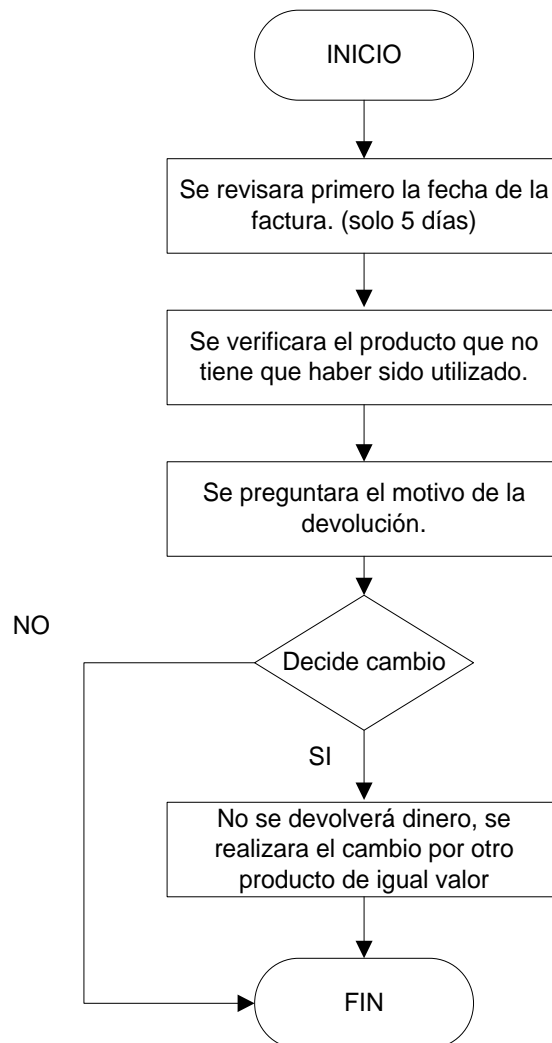 INICIO
Se revisara primero la fecha de la
factura. (solo 5 días)
Se verificara el producto que no
tiene que haber sido utilizado.
Se preguntara el motivo de la
devolución.
NO
Decide cambio
SI
No se devolverá dinero, se
realizara el cambio por otro
producto de igual valor
FIN